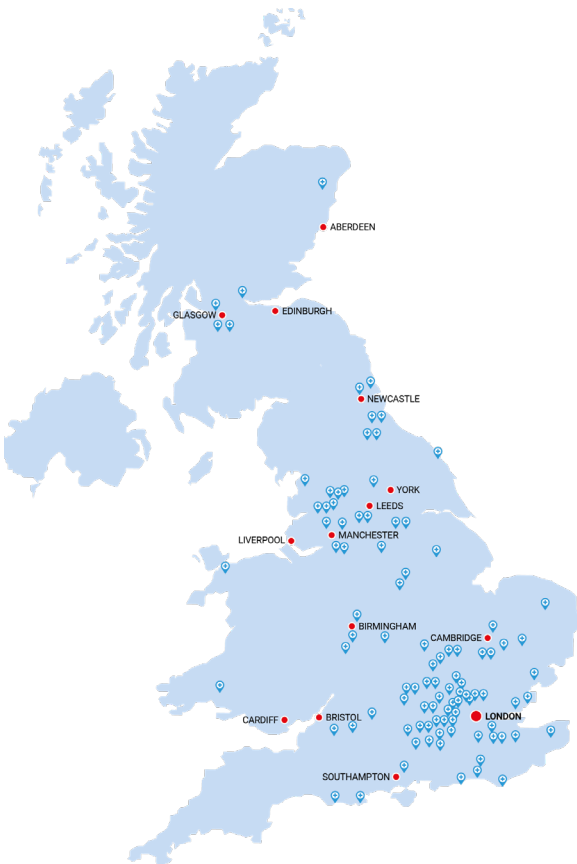 ABERDEEN
EDINBURGH
GLASGOW
NEWCASTLE
YORK
LEEDS
MANCHESTER
LIVERPOOL
BIRMINGHAM
CAMBRIDGE
LONDON
BRISTOL
CARDIFF
SOUTHAMPTON